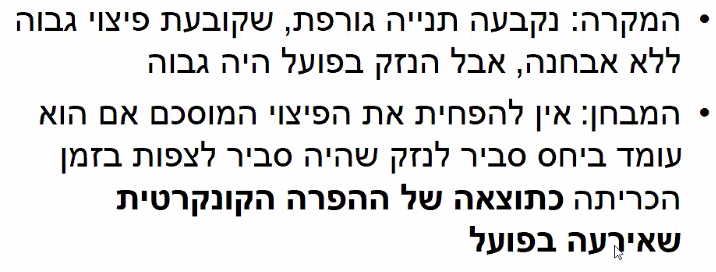 • המקרה: נקבעה תנייה גורפת, שקובעת פיצוי גבוה
ללא אבחנה, אבל הנזק בפועל היה גבוה
• המבחן: אין להפחית את הפיצוי המוסכם אם הוא
עומד ביחס סביר לנזק שהיה סביר לצפות בזמן
הכריתה כתוצאה של ההפרה הקונקרטית
שאירעה בפועל